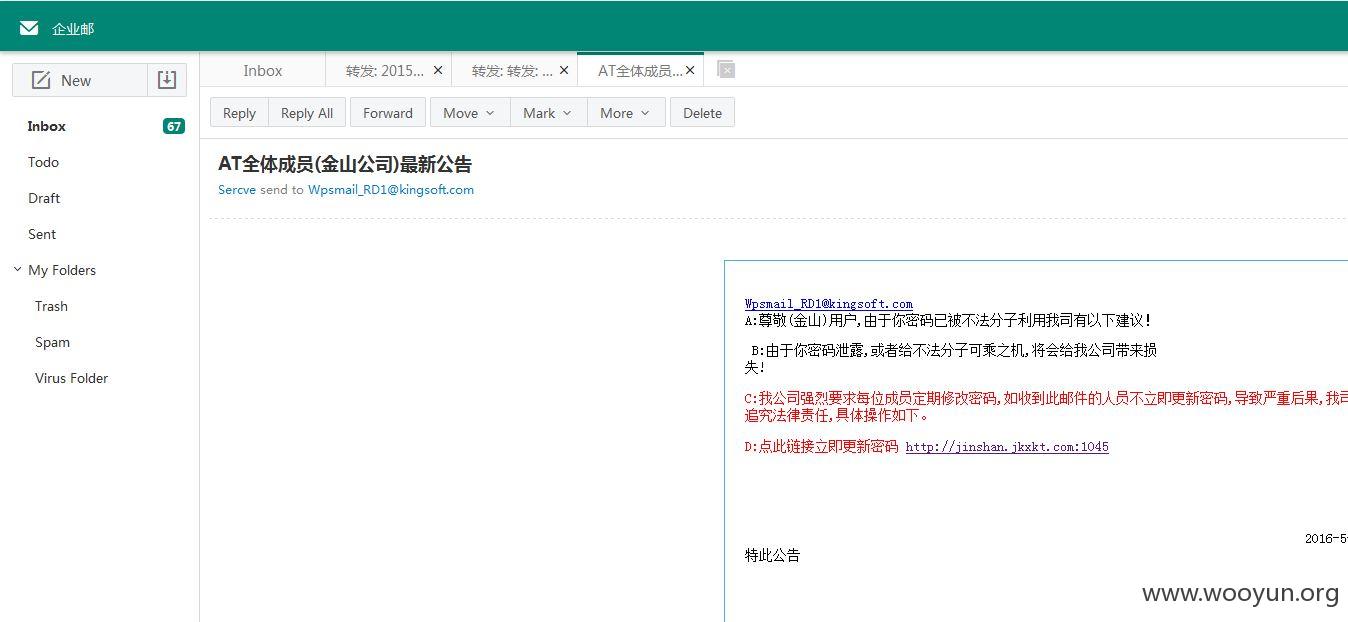 企业邮
New
Inbox 67
Todo
Draft
Sent
My Folders
Trash
Spam
Virus Folder
Inbox
转发: 2015...
转发: 转发: ...
AT全体成员...
Reply
Reply All
Forward
Move
Mark
More
Delete
AT全体成员(金山公司)最新公告
Sercve send to Wpsmail_RD1@kingsoft.com
Wpsmail_RD1@kingsoft.com
A:尊敬(金山)用户,由于你密码已被不法分子利用我司有以下建议!
B:由于你密码泄露,或者给不法分子可乘之机,将会给我公司带来损
失!
C:我公司强烈要求每位成员定期修改密码,如收到此邮件的人员不立即更新密码,导致严重后果,我司
追究法律责任,具体操作如下。
D:点此链接立即更新密码 http://jinshan.jkxkt.com:1045
2016-5
特此公告
www.wooyun.org